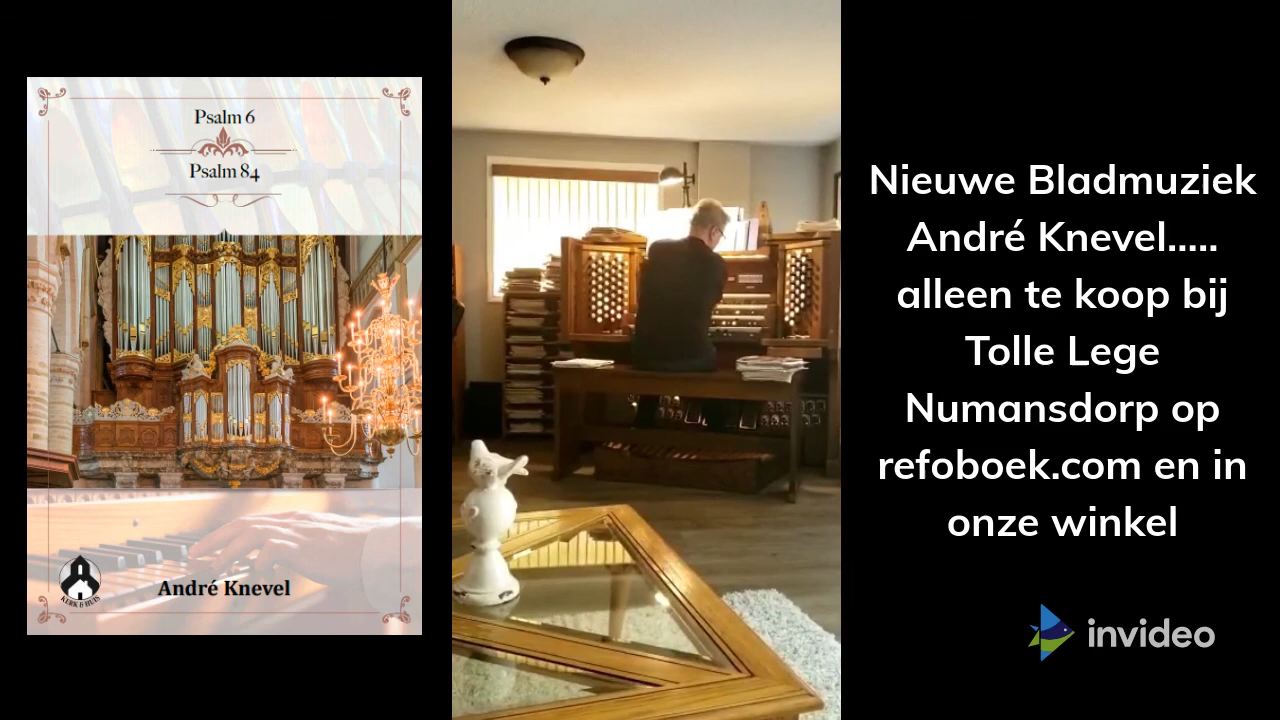 Psalm 6
Psalm 84
KERK & HUIS
André Knevel
Nieuwe Bladmuziek
André Knevel.....
alleen te koop bij
Tolle Lege
Numansdorp op
refoboek.com en in
onze winkel
invideo